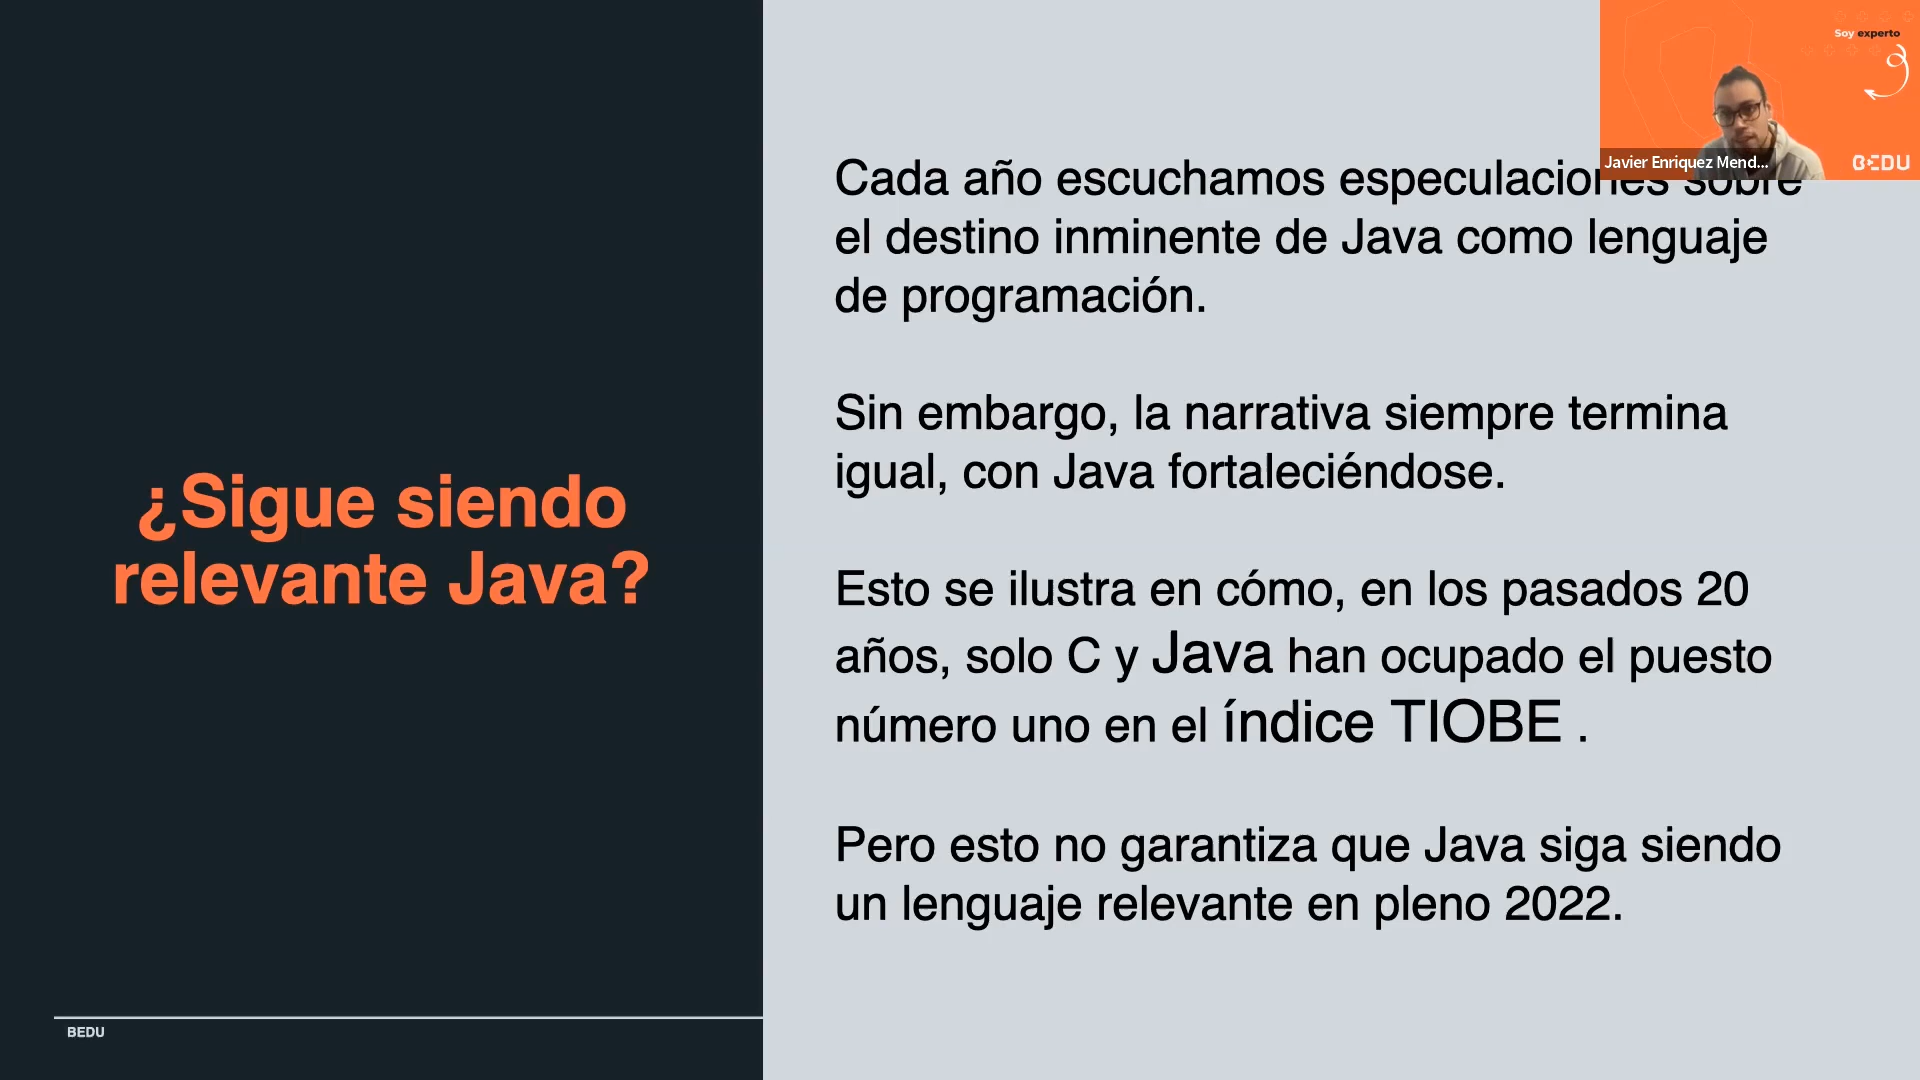 ¿Sigue siendo
relevante Java?
BEDU
Cada año escuchamos especulaciones sobre
el destino inminente de Java como lenguaje
de programación.
Sin embargo, la narrativa siempre termina
igual, con Java fortaleciéndose.
Esto se ilustra en cómo, en los pasados 20
años, solo C y Java han ocupado el puesto
número uno en el índice TIOBE .
Pero esto no garantiza que Java siga siendo
un lenguaje relevante en pleno 2022.
Soy experto
Javier Enriquez Mend...
BEDU